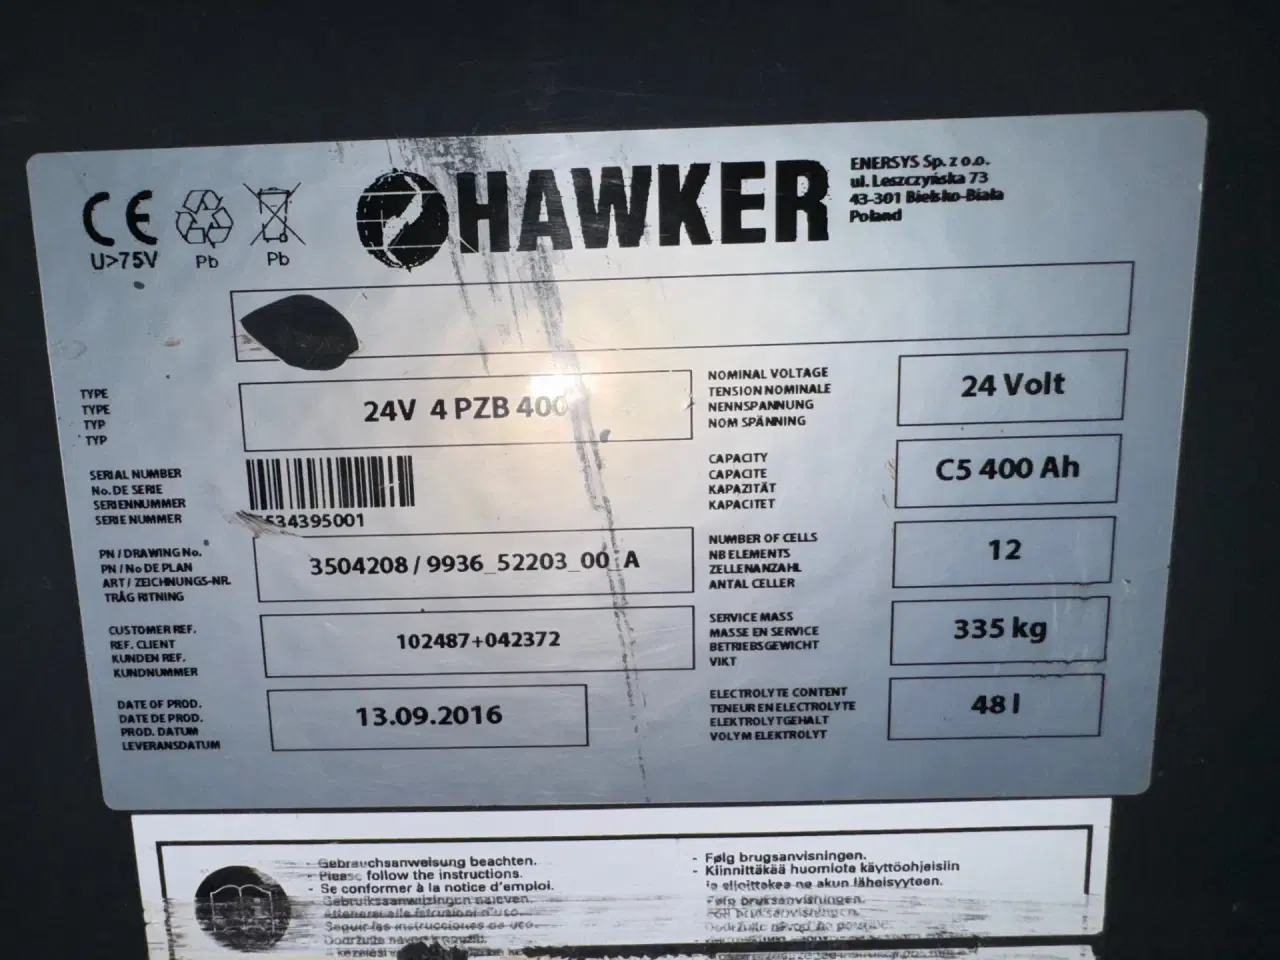 HAWKER
ENERSYS Sp. z o.o.
ul. Leszczyńska 73
43-301 Bielsko-Biała
Poland
CE
U>75V
Pb
Pb
TYPE
TYPE
TYP
TYP
24V 4 PZB 400
NOMINAL VOLTAGE
TENSION NOMINALE
NENNSPANNUNG
NOM SPÄNNING
24 Volt
SERIAL NUMBER
No. DE SERIE
SERIENNUMMER
SERIE NUMMER
534395001
CAPACITY
CAPACITE
KAPAZITÄT
KAPACITET
C5 400 Ah
PN / DRAWING No.
PN / No DE PLAN
ART / ZEICHNUNGS-NR.
TRÅG RITNING
3504208 / 9936_52203_00_A
NUMBER OF CELLS
NB ELEMENTS
ZELLENANZAHL
ANTAL CELLER
12
CUSTOMER REF.
REF. CLIENT
KUNDEN REF.
KUNDNUMMER
102487+042372
SERVICE MASS
MASSE EN SERVICE
BETRIEBSGEWICHT
VIKT
335 kg
DATE OF PROD.
DATE DE PROD.
PROD. DATUM
LEVERANSDATUM
13.09.2016
ELECTROLYTE CONTENT
TENEUR EN ELECTROLYTE
ELEKTROLYTGEHALT
VOLYM ELEKTROLYT
48 l
- Gebrauchsanweisung beachten.
- Please follow the instructions.
- Se conformer à la notice d'emploi.
- Følg brugsanvisningen.
- Kiinnittäkää huomiota käyttöohjeisiin